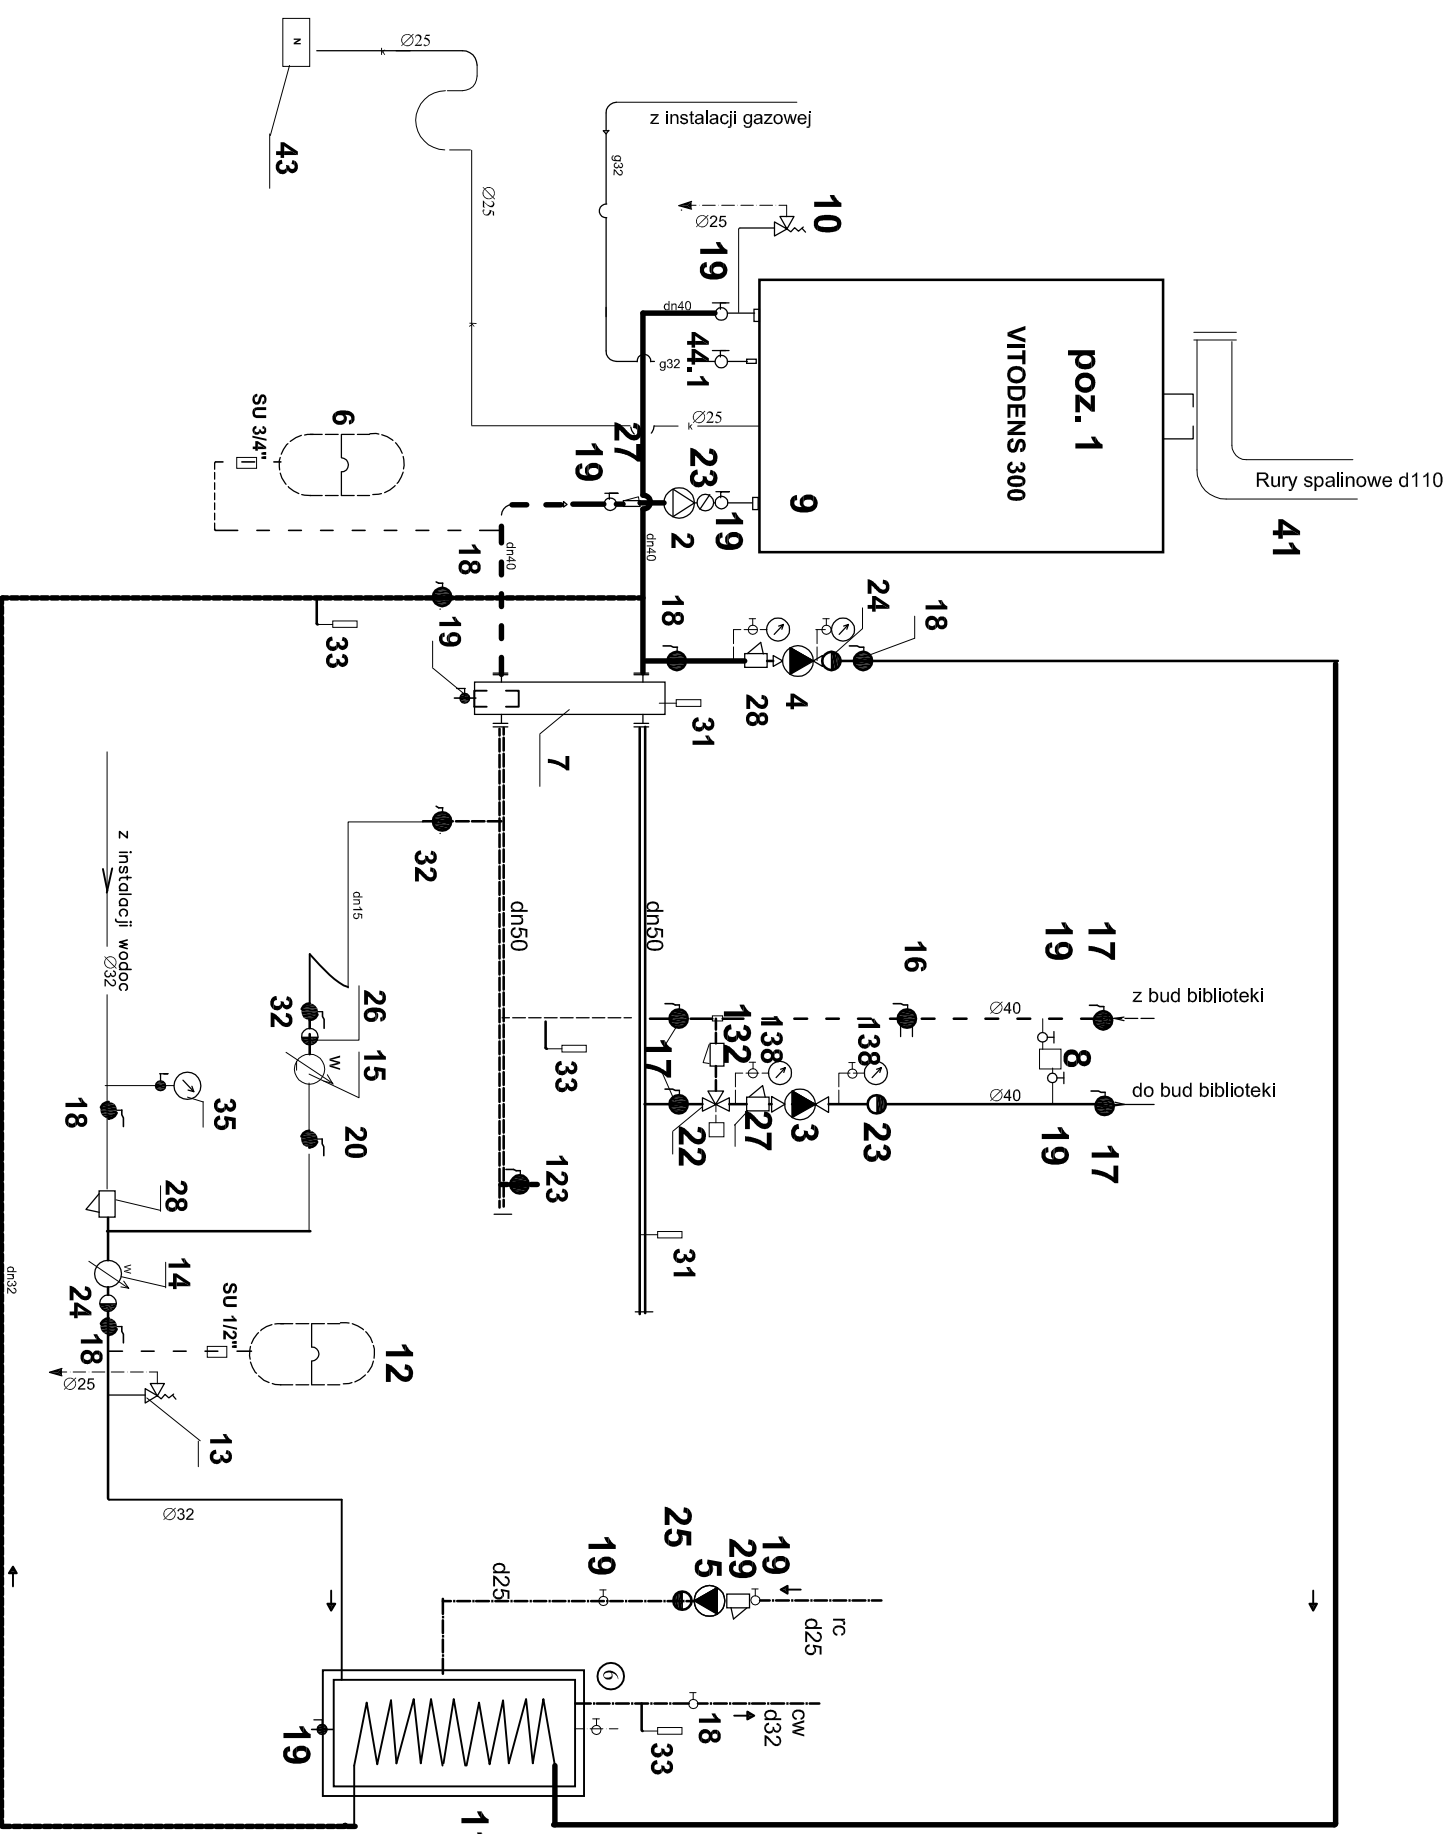 N
43
Ø25
k
Ø25
k
z instalacji gazowej
g32
g32
10
Ø25
19
dn40
44.1
Ø25
k
poz. 1
VITODENS 300
9
Rury spalinowe d110
41
SU 3/4"
6
27
19
23
19
2
dn40
dn40
18
19
33
18
28
4
24
18
31
7
32
dn15
z instalacji wodoc
Ø32
dn50
dn50
26
32
w
15
20
35
18
28
33
17
132
138
138
16
19
17
Ø40
z bud biblioteki
8
do bud biblioteki
Ø40
19
17
22
27
3
23
123
31
14
w
24
18
SU 1/2"
12
Ø25
13
Ø32
dn32
d25
19
25
5
29
19
rc
d25
6
19
33
18
cw
d32